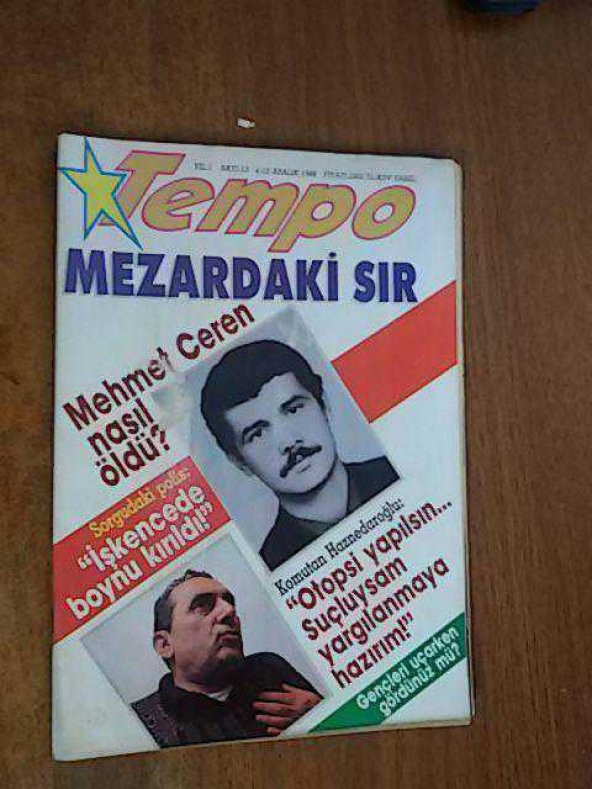 Tempo
MEZARDAKİ SIR
Mehmet Ceren
nasıl
öldü?
Sorgudaki polis:
"İşkencede
boynu kırıldı!"
Komutan Haznedaroğlu:
"Otopsi yapılsın...
Suçluysam
yargılanmaya
hazırım!"
Gençleri uçarken
gördünüz mü?